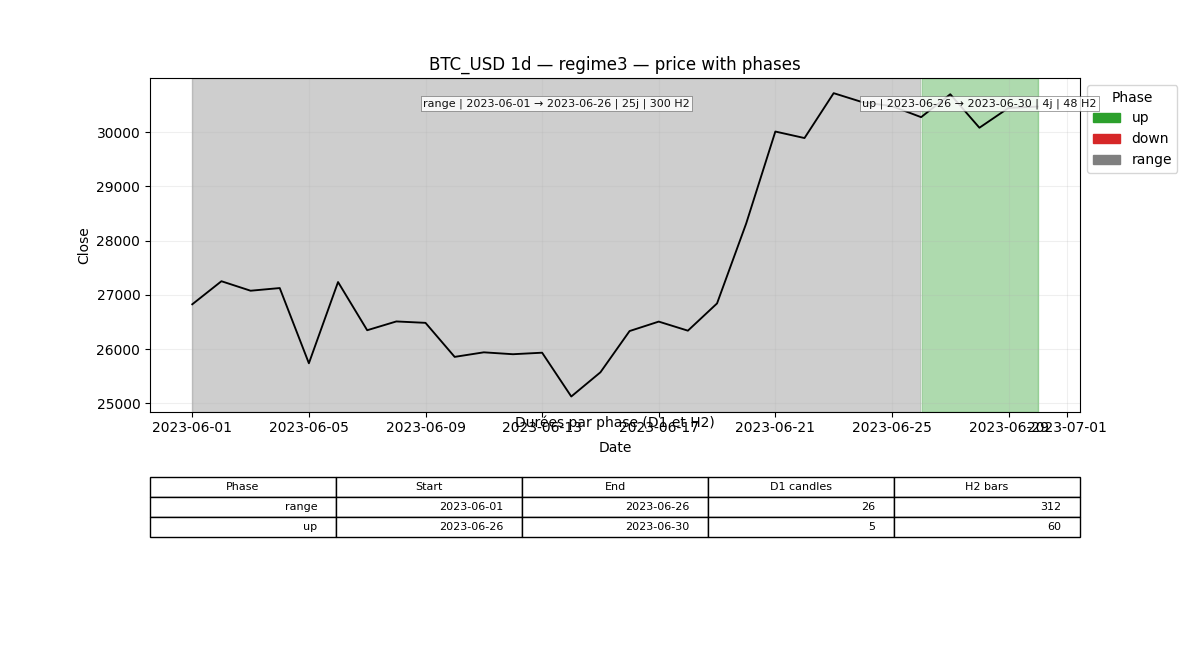 BTC_USD 1d — regime3 — price with phases
range | 2023-06-01 → 2023-06-26 | 25j | 300 H2
up | 2023-06-26 → 2023-06-30 | 4j | 48 H2
Phase
up
down
range
Close
30000
29000
28000
27000
26000
25000
Durées par phase (D1 et H2)
2023-06-01 2023-06-05 2023-06-09 2023-06-13 2023-06-17 2023-06-21 2023-06-25 2023-06-29 2023-07-01
Date
Phase Start End D1 candles H2 bars
range 2023-06-01 2023-06-26 26 312
up 2023-06-26 2023-06-30 5 60